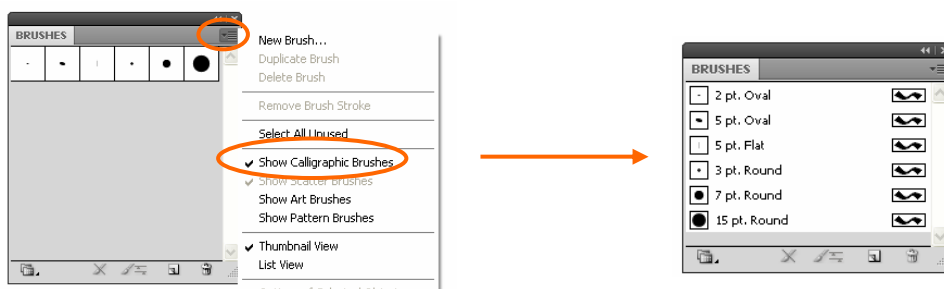 BRUSHES
New Brush...
Duplicate Brush
Delete Brush
Remove Brush Stroke
Select All Unused
Show Calligraphic Brushes
Show Scatter Brushes
Show Art Brushes
Show Pattern Brushes
Thumbnail View
List View
BRUSHES
2 pt. Oval
5 pt. Oval
5 pt. Flat
3 pt. Round
7 pt. Round
15 pt. Round